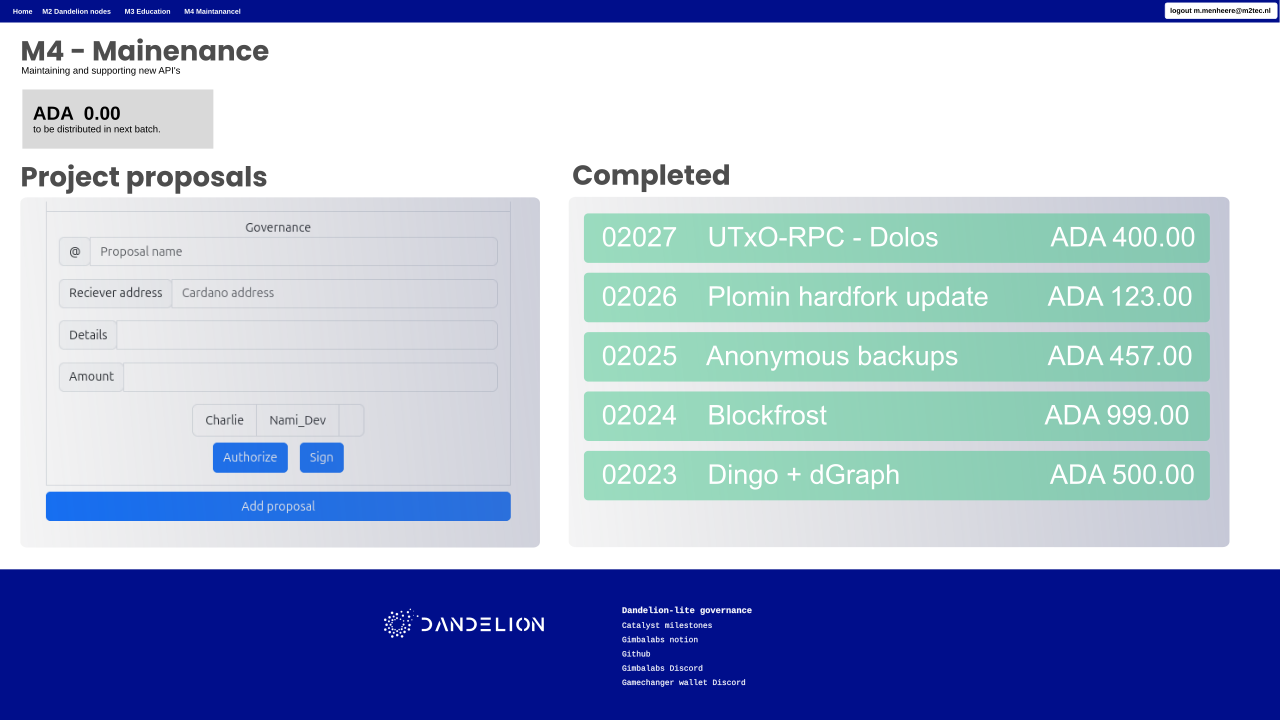 Home M2 Dandelion nodes M3 Education M4 Maintanancel logout m.menheere@m2tec.nl
M4 - Mainenance
Maintaining and supporting new API's
ADA 0.00
to be distributed in next batch.
Project proposals
Governance
@ Proposal name
Reciever address Cardano address
Details
Amount
Charlie Nami_Dev
Authorize Sign
Add proposal
Completed
02027 UTxO-RPC - Dolos ADA 400.00
02026 Plomin hardfork update ADA 123.00
02025 Anonymous backups ADA 457.00
02024 Blockfrost ADA 999.00
02023 Dingo + dGraph ADA 500.00
DANDELION
Dandelion-lite governance
Catalyst milestones
Gimbalabs notion
Github
Gimbalabs Discord
Gamechanger wallet Discord